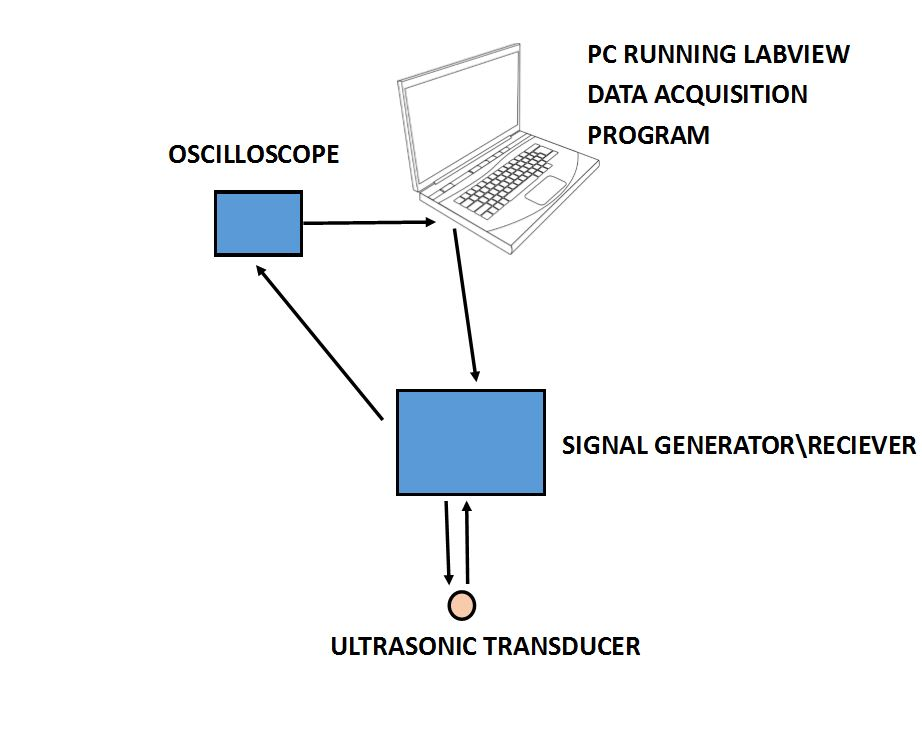 PC RUNNING LABVIEW
DATA ACQUISITION
PROGRAM
OSCILLOSCOPE
SIGNAL GENERATOR\RECIEVER
ULTRASONIC TRANSDUCER